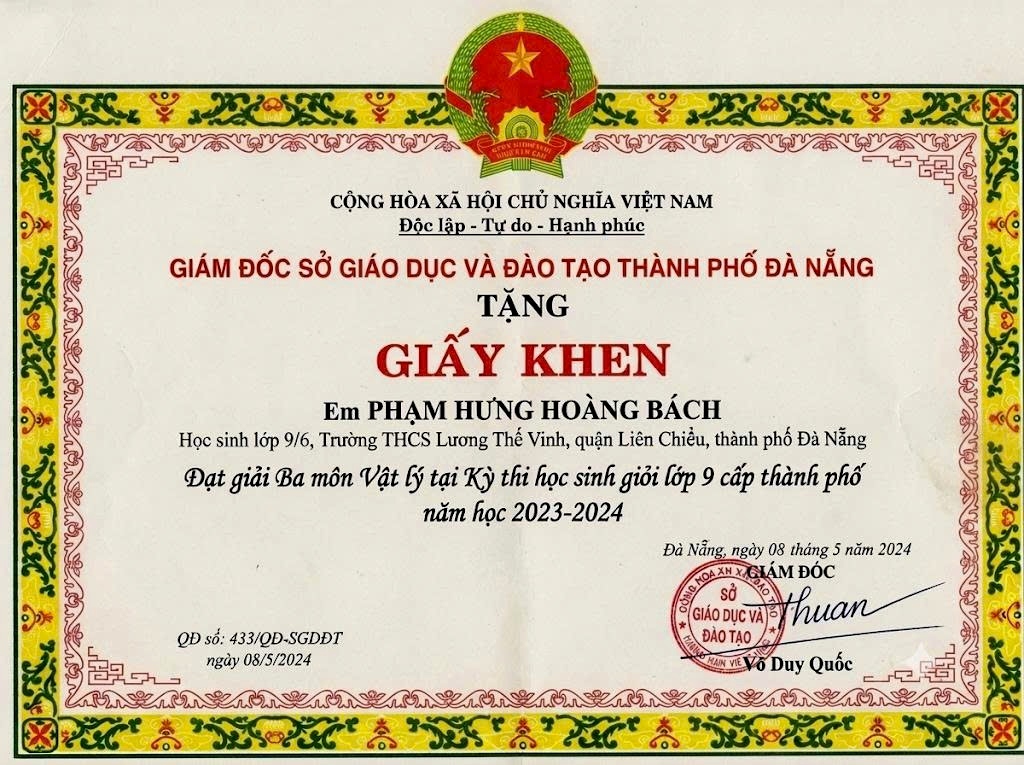 CỘNG HÒA XÃ HỘI CHỦ NGHĨA VIỆT NAM
Độc lập - Tự do - Hạnh phúc
GIÁM ĐỐC SỞ GIÁO DỤC VÀ ĐÀO TẠO THÀNH PHỐ ĐÀ NẴNG
TẶNG
GIẤY KHEN
Em PHẠM HƯNG HOÀNG BÁCH
Học sinh lớp 9/6, Trường THCS Lương Thế Vinh, quận Liên Chiểu, thành phố Đà Nẵng
Đạt giải Ba môn Vật lý tại Kỳ thi học sinh giỏi lớp 9 cấp thành phố
năm học 2023-2024
Đà Nẵng, ngày 08 tháng 5 năm 2024
GIÁM ĐÓC
SỞ
GIÁO DỤC VÀ
ĐÀO TẠO
Thuan
Võ Duy Quốc
QĐ số: 433/QĐ-SGDĐT
ngày 08/5/2024